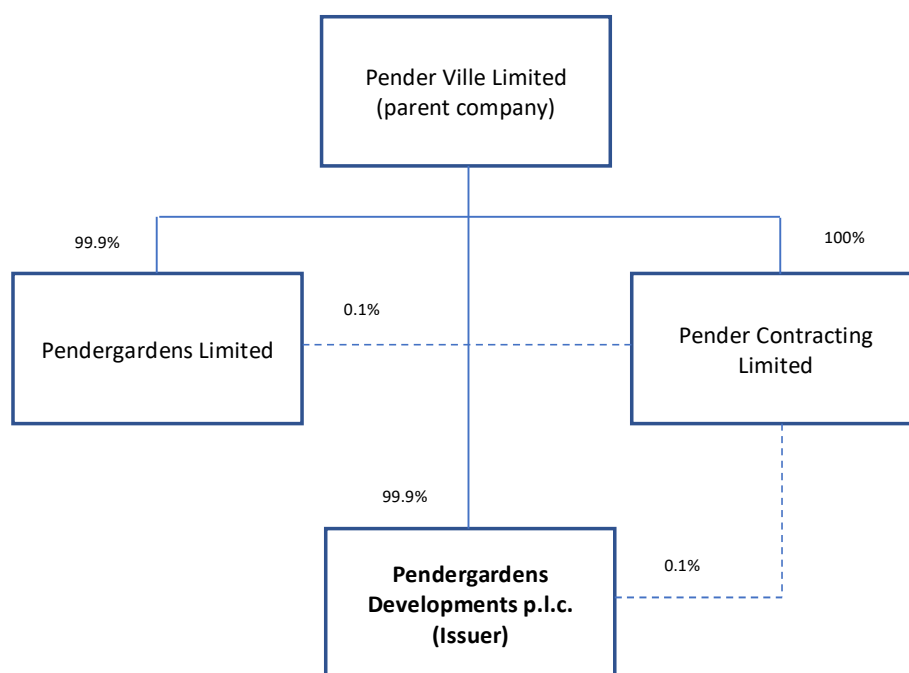 Pender Ville Limited
(parent company)
99.9%
100%
0.1%
Pendergardens Limited
Pender Contracting
Limited
99.9%
0.1%
Pendergardens
Developments p.l.c.
(Issuer)